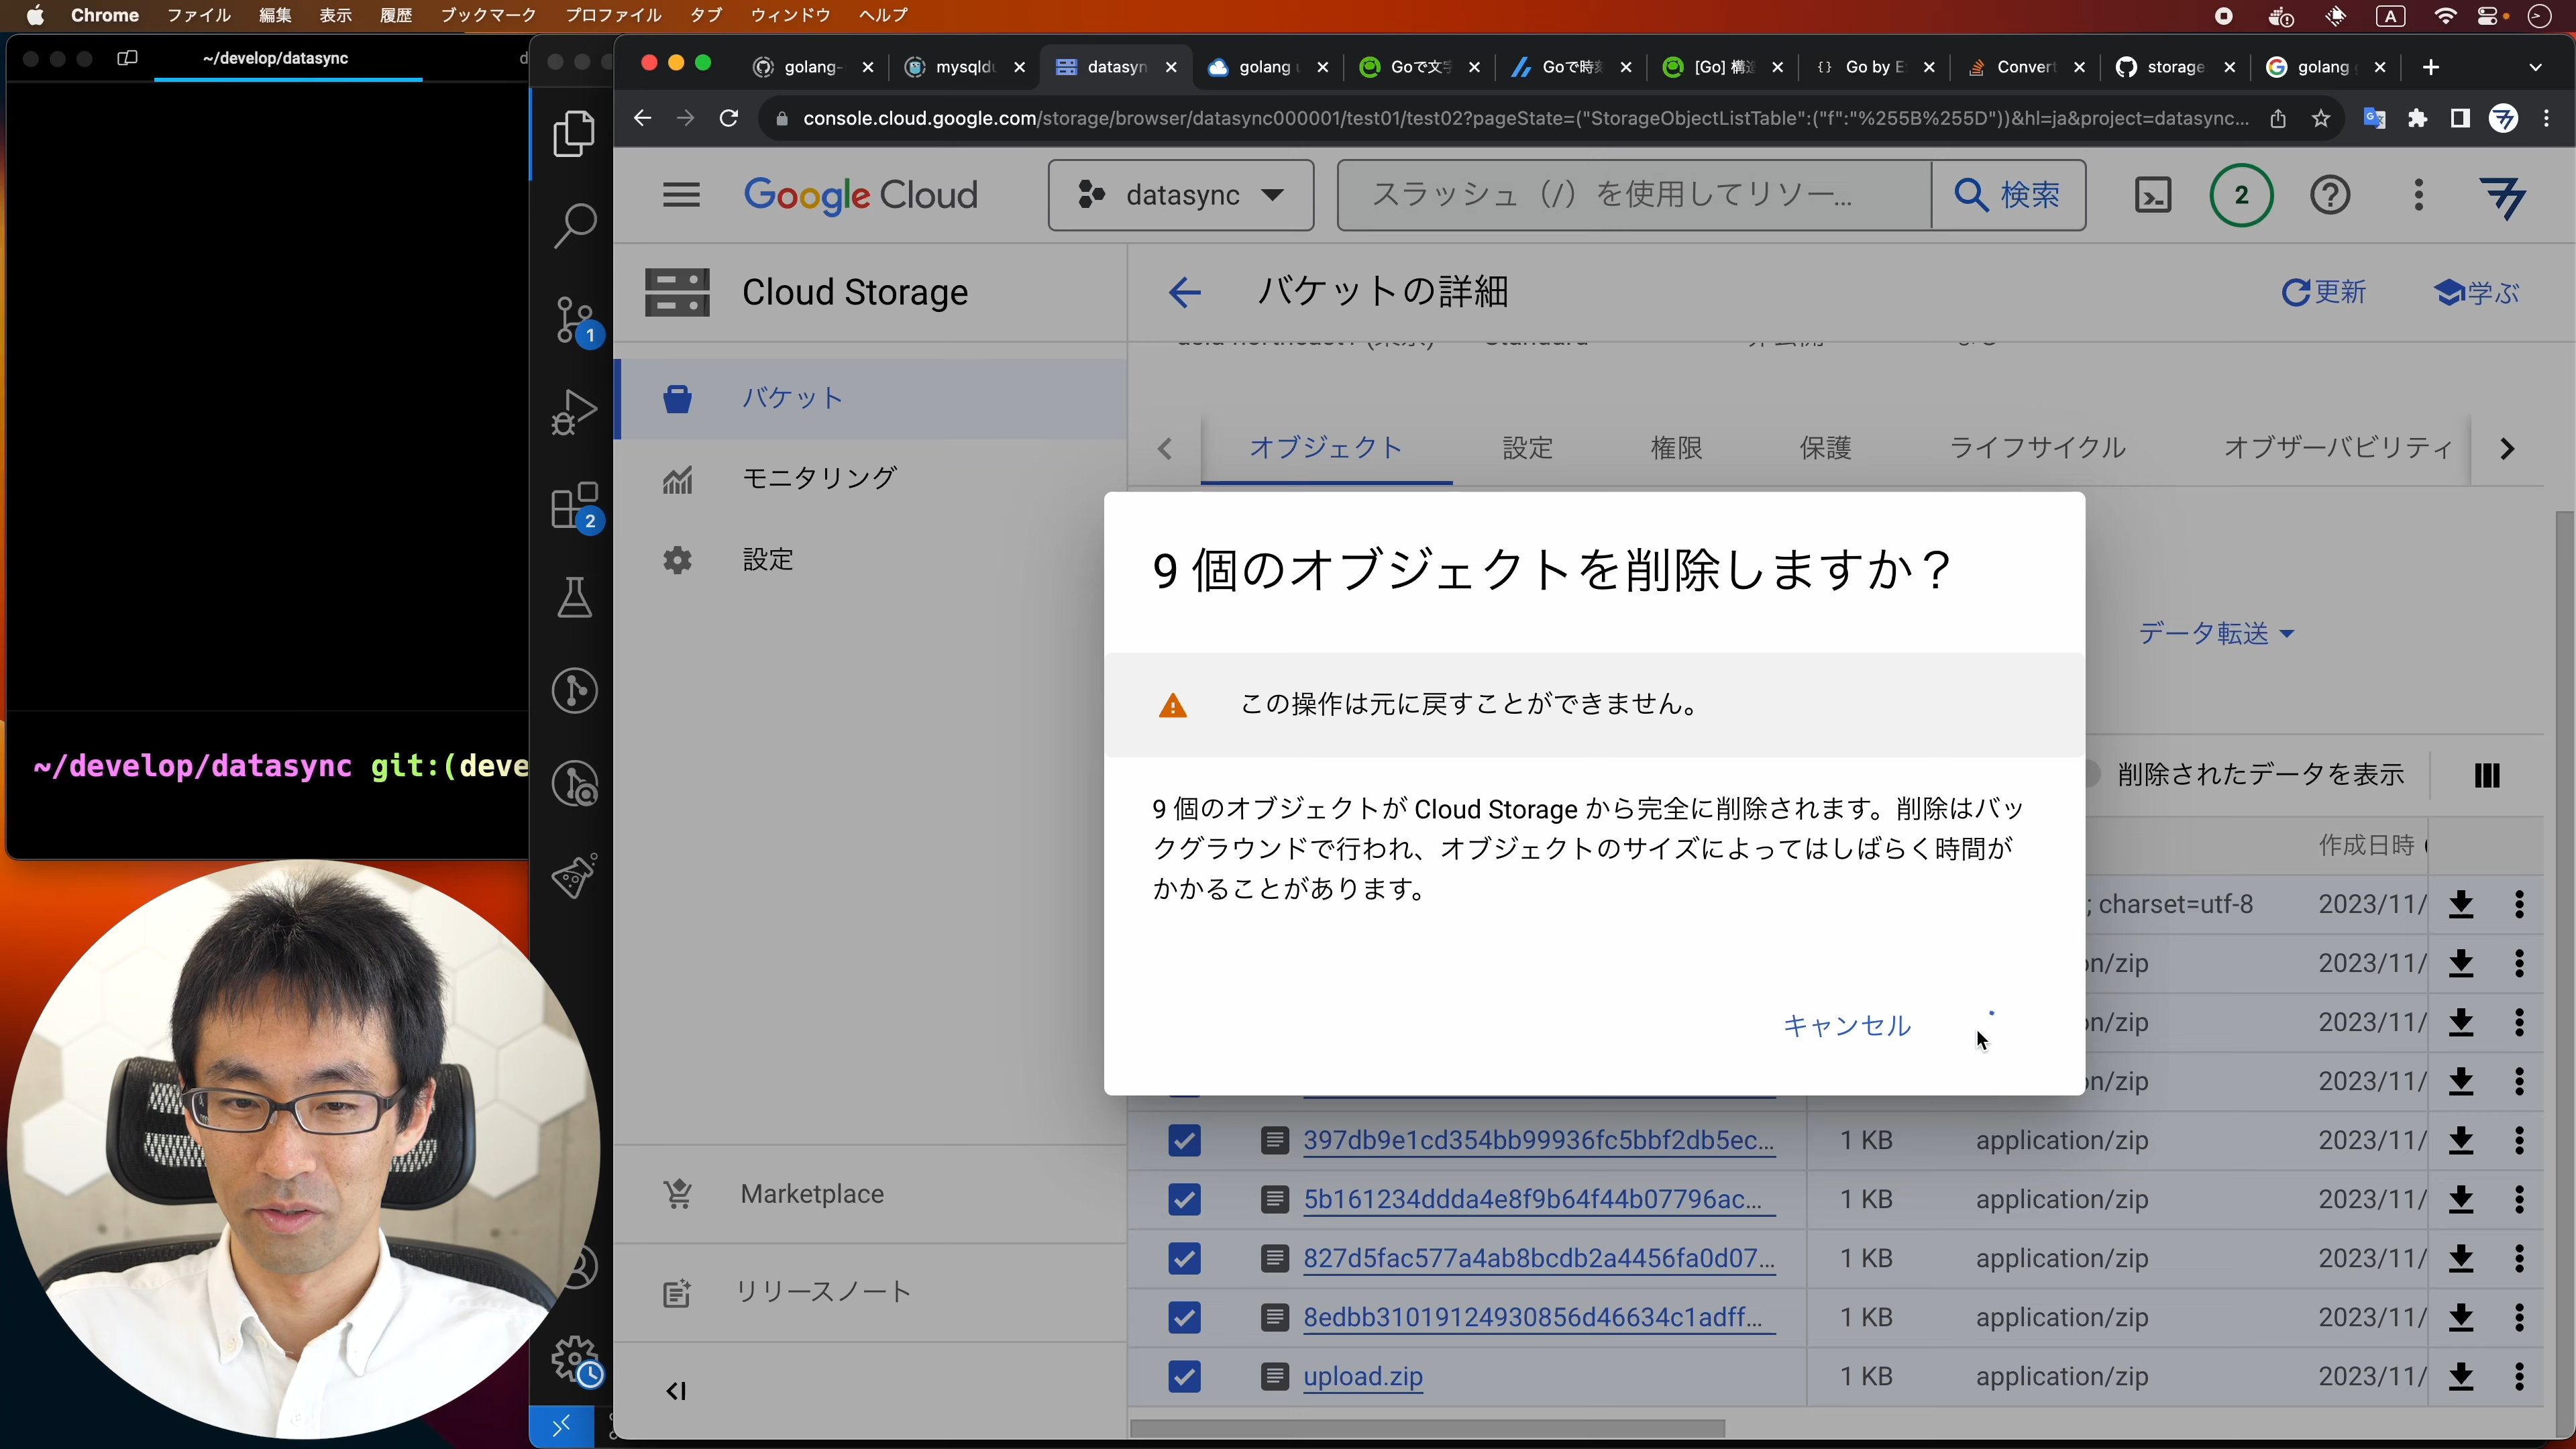 Chrome ファイル 編集 表示 履歴 ブックマーク プロファイル タブ ウィンドウ ヘルプ A
~/develop/datasync
golang- mysqldu datasyn golang u Goで文字 Goで時刻 [Go] 構造 Go by E Convert storage golang
console.cloud.google.com/storage/browser/datasync000001/test01/test02?pageState=("StorageObjectListTable":("f":"%255B%255D"))&hl=ja&project=datasync...
Google Cloud
datasync
スラッシュ（/）を使用してリソー...
検索
2
Cloud Storage
バケットの詳細
更新
学ぶ
バケット
モニタリング
設定
オブジェクト 設定 権限 保護 ライフサイクル オブザーバビリティ
1
2
9 個のオブジェクトを削除しますか？
この操作は元に戻すことができません。
9 個のオブジェクトが Cloud Storage から完全に削除されます。削除はバッ
クグラウンドで行われ、オブジェクトのサイズによってはしばらく時間が
かかることがあります。
キャンセル
データ転送
削除されたデータを表示
作成日時
; charset=utf-8 2023/11/
n/zip 2023/11/
n/zip 2023/11/
n/zip 2023/11/
397db9e1cd354bb99936fc5bbf2db5ec... 1 KB application/zip 2023/11/
5b161234ddda4e8f9b64f44b07796ac... 1 KB application/zip 2023/11/
827d5fac577a4ab8bcdb2a4456fa0d07... 1 KB application/zip 2023/11/
8edbb31019124930856d46634c1adff... 1 KB application/zip 2023/11/
upload.zip 1 KB application/zip 2023/11/
Marketplace
リリースノート
~/develop/datasync git:(deve